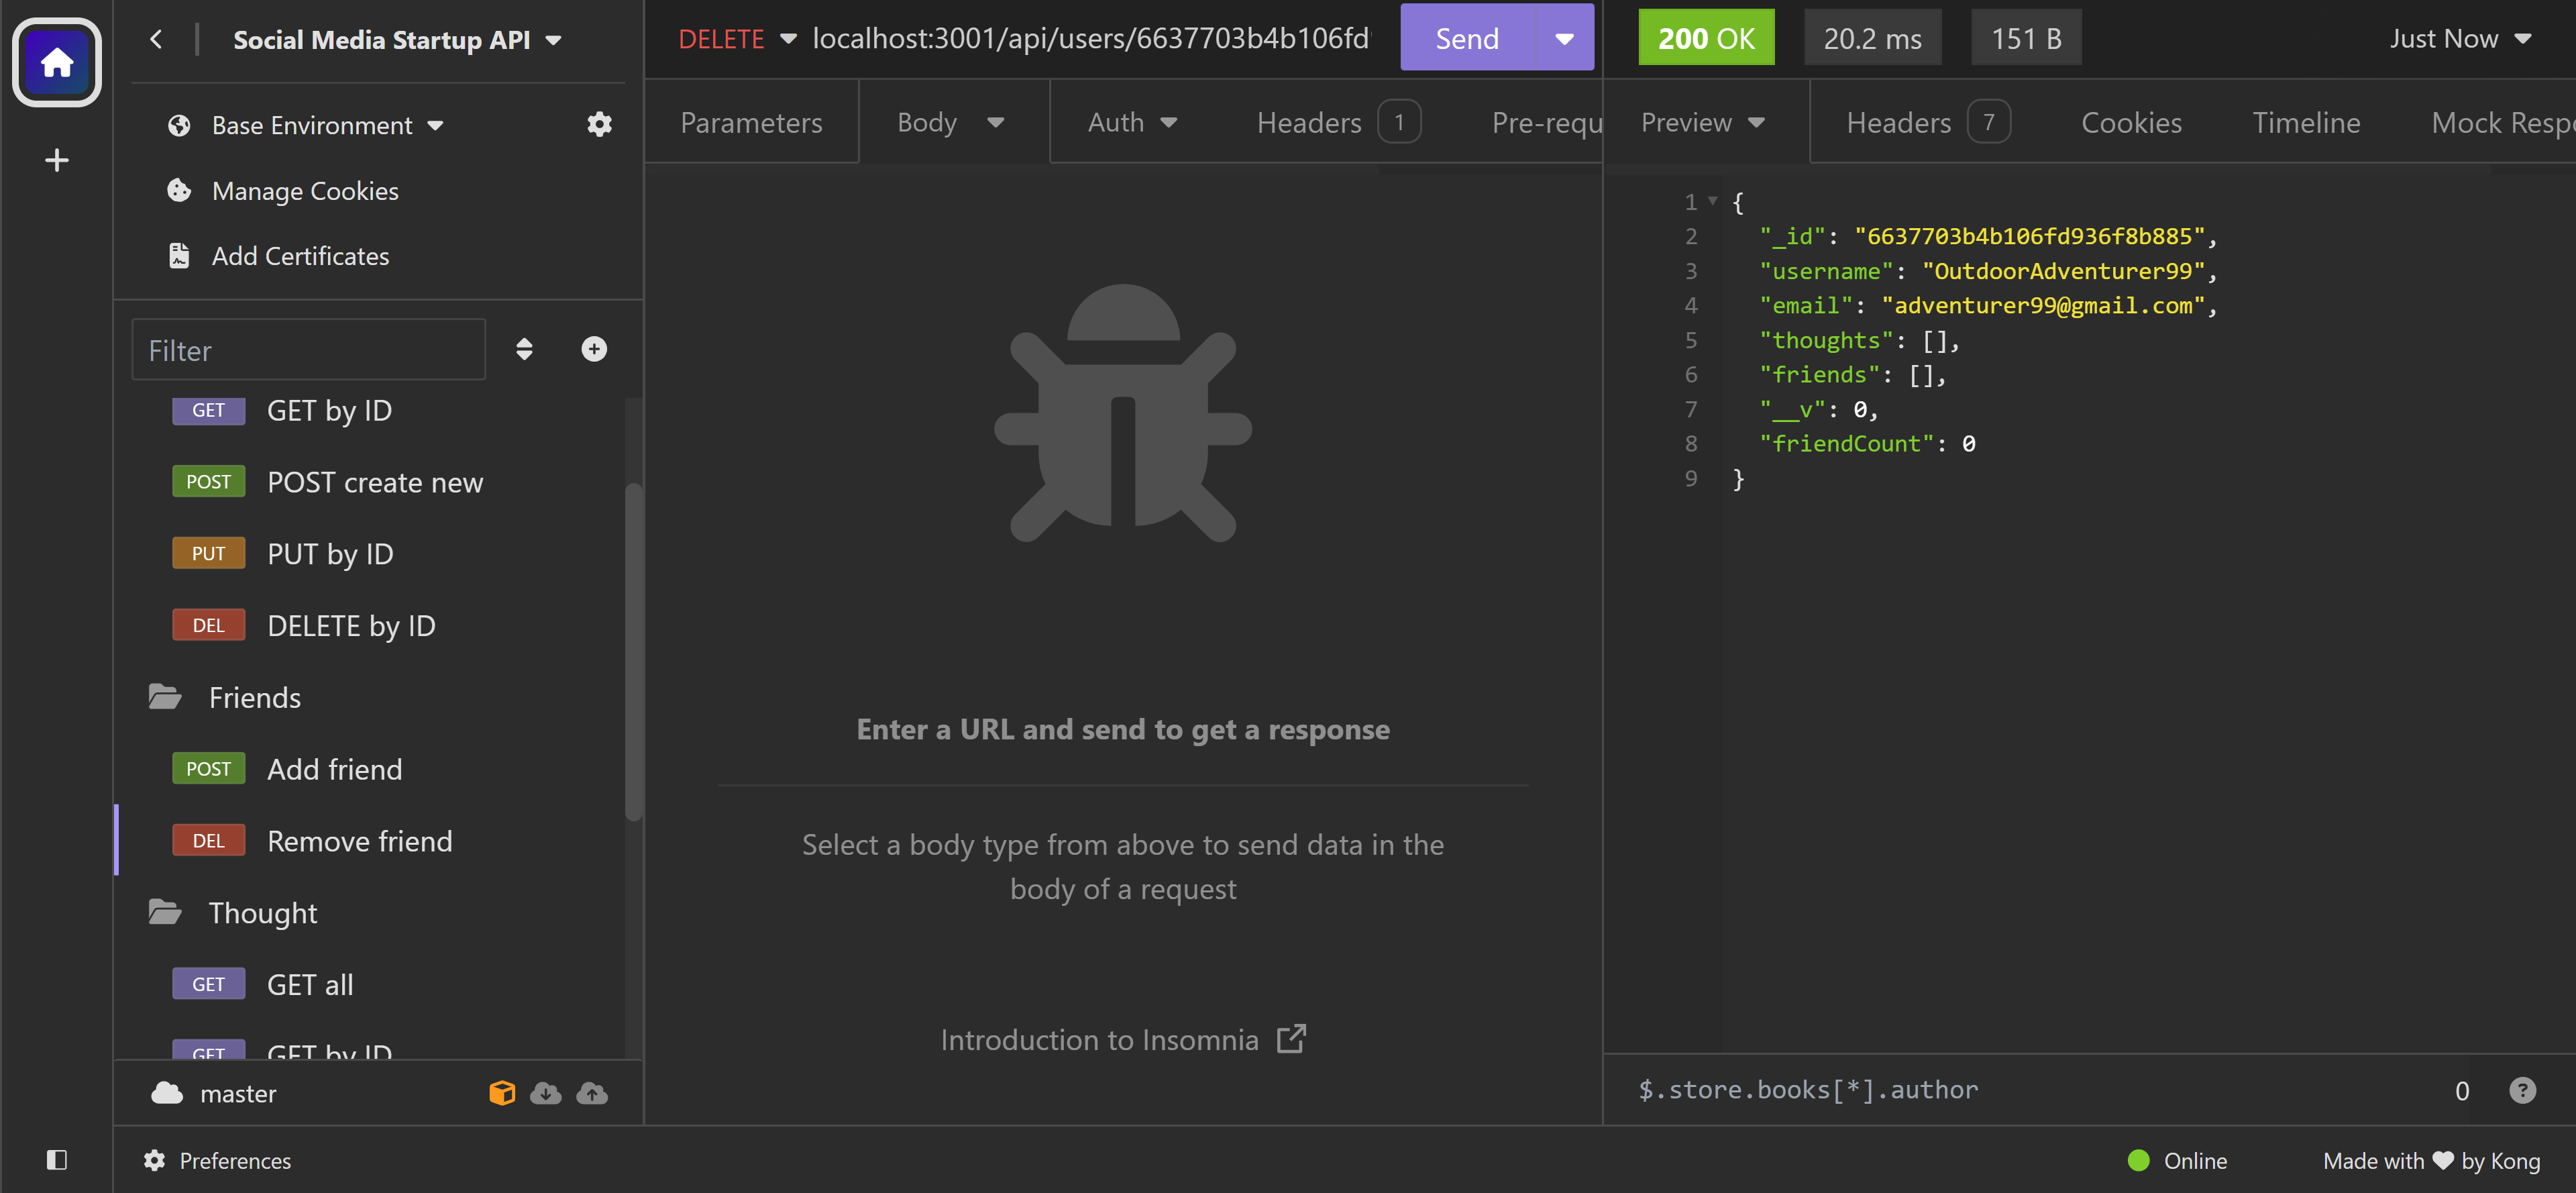 Social Media Startup API
Base Environment
Manage Cookies
Add Certificates
Filter
GET GET by ID
POST POST create new
PUT PUT by ID
DEL DELETE by ID
Friends
POST Add friend
DEL Remove friend
Thought
GET GET all
GET GET by ID
master
DELETE localhost:3001/api/users/6637703b4b106fd Send
Parameters Body Auth Headers 1 Pre-requ
Enter a URL and send to get a response
Select a body type from above to send data in the
body of a request
Introduction to Insomnia
200 OK 20.2 ms 151 B Just Now
Preview Headers 7 Cookies Timeline Mock Resp
1 {
2 "_id": "6637703b4b106fd936f8b885",
3 "username": "OutdoorAdventurer99",
4 "email": "adventurer99@gmail.com",
5 "thoughts": [],
6 "friends": [],
7 "__v": 0,
8 "friendCount": 0
9 }
$.store.books[*].author 0 ?
Preferences Online Made with ♥ by Kong